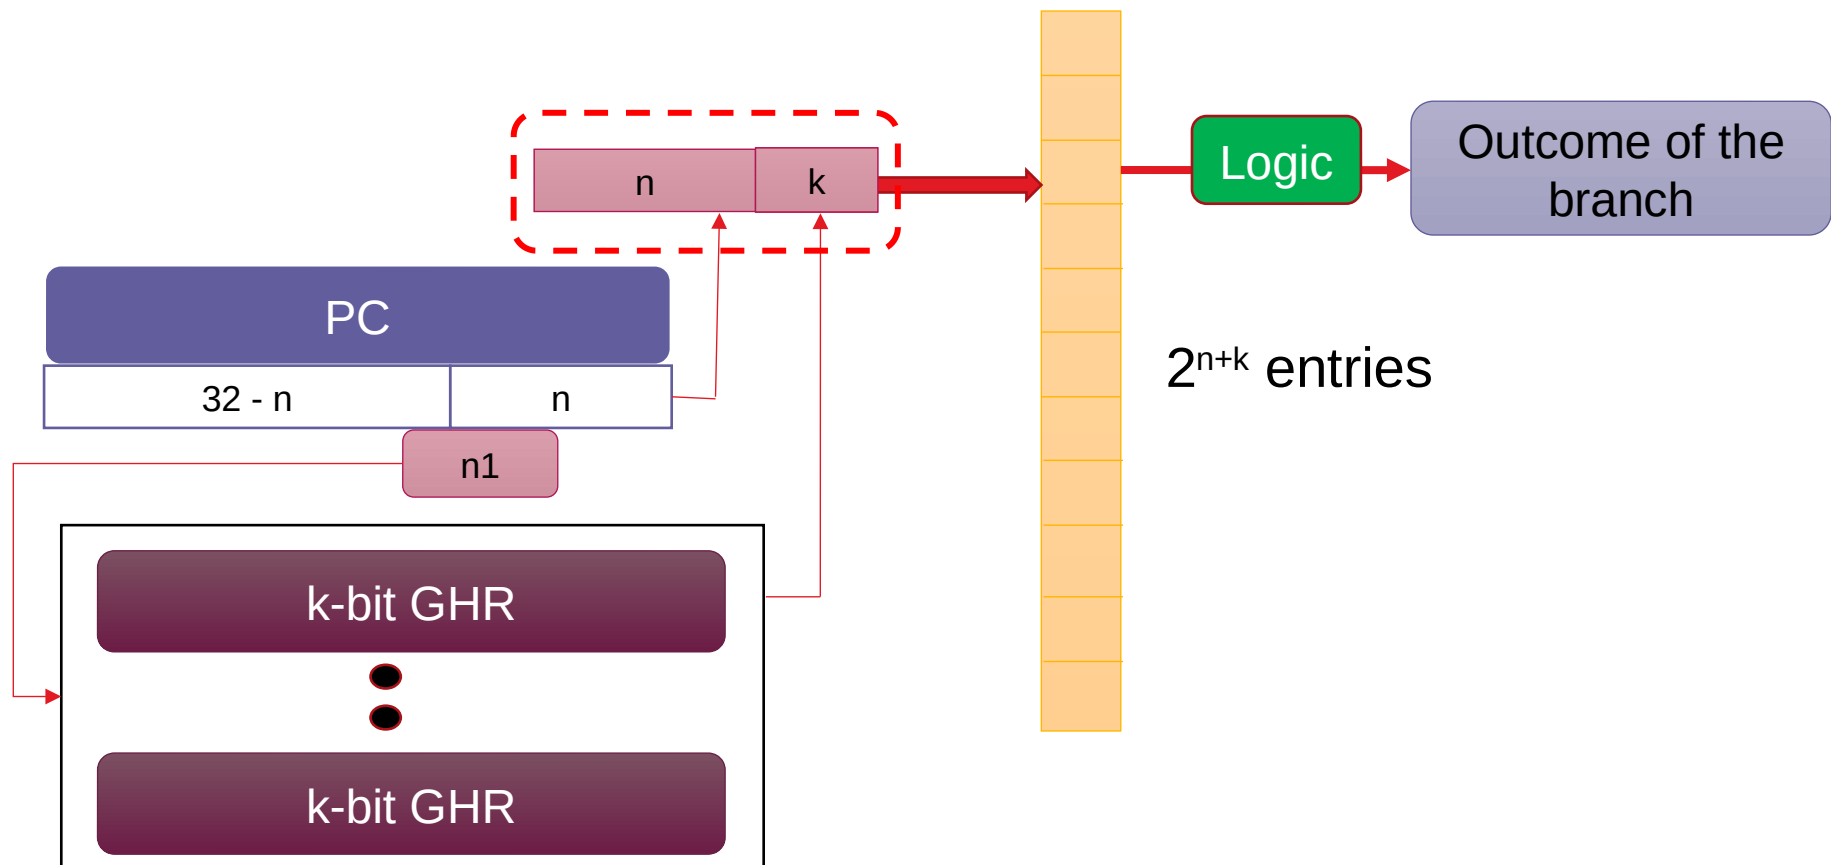 n
k
Logic
Outcome of the
branch
PC
32 - n
n
2ⁿ⁺ᵏ entries
n1
k-bit GHR
k-bit GHR